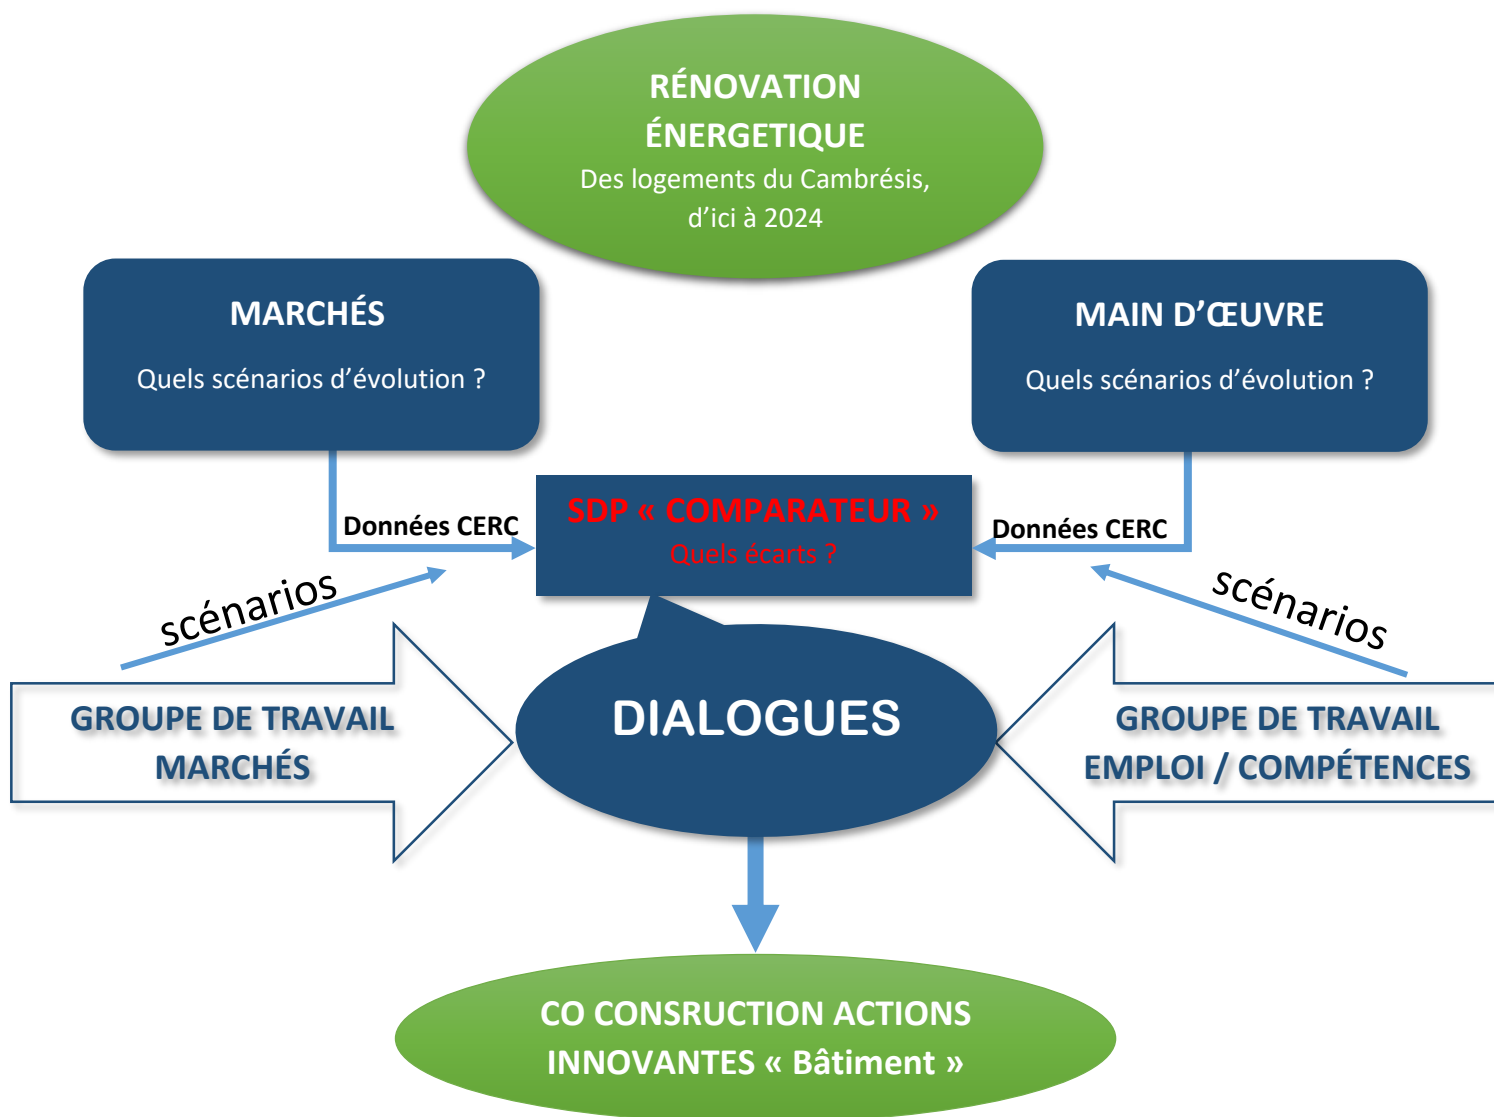 RÉNOVATION
ÉNERGETIQUE
Des logements du Cambrésis,
d’ici à 2024
MARCHÉS
Quels scénarios d’évolution ?
MAIN D’ŒUVRE
Quels scénarios d’évolution ?
Données CERC
SDP « COMPARATEUR »
Quels écarts ?
Données CERC
scénarios
scénarios
GROUPE DE TRAVAIL
MARCHÉS
DIALOGUES
GROUPE DE TRAVAIL
EMPLOI / COMPÉTENCES
CO CONSRUCTION ACTIONS
INNOVANTES « Bâtiment »